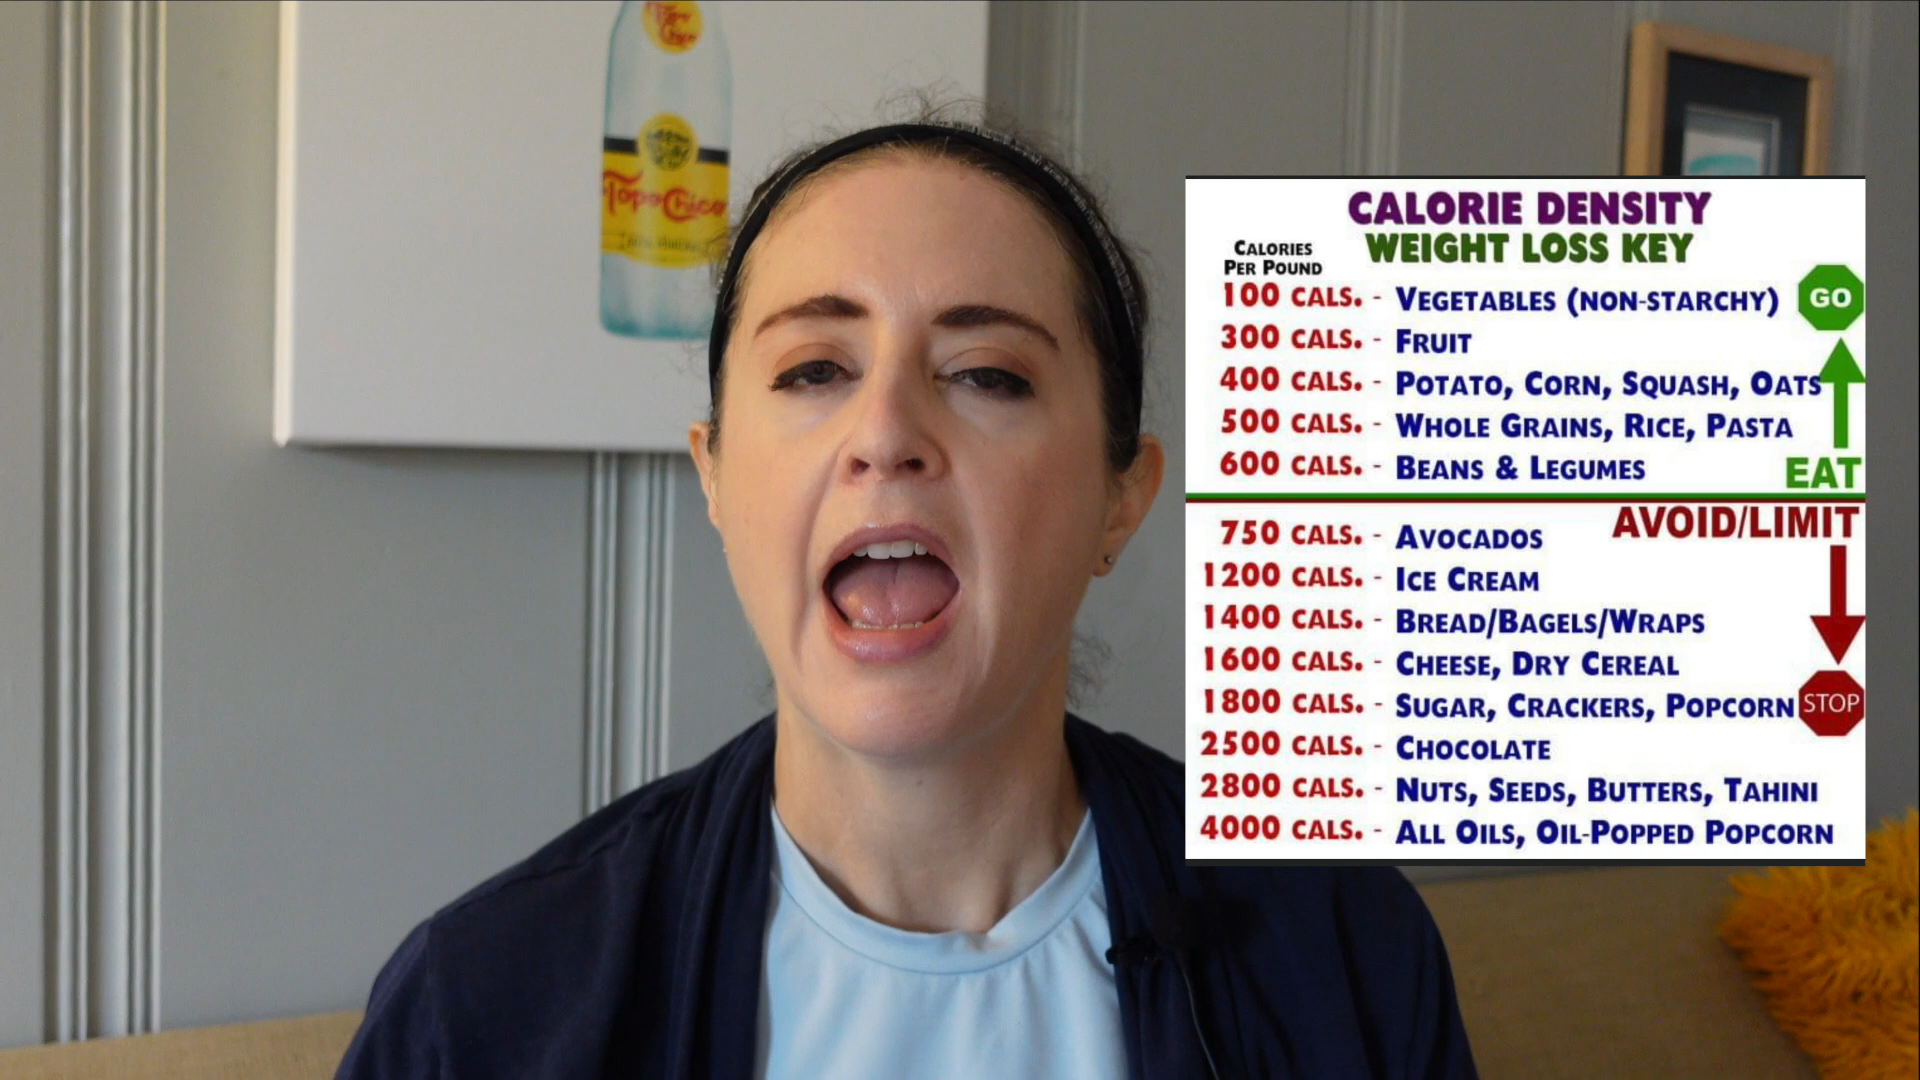 Topo
Chico
Topo Chico
CALORIE DENSITY
WEIGHT LOSS KEY
CALORIES
PER POUND
100 CALS. - VEGETABLES (NON-STARCHY) GO
300 CALS. - FRUIT
400 CALS. - POTATO, CORN, SQUASH, OATS
500 CALS. - WHOLE GRAINS, RICE, PASTA
600 CALS. - BEANS & LEGUMES EAT
AVOID/LIMIT
750 CALS. - AVOCADOS
1200 CALS. - ICE CREAM
1400 CALS. - BREAD/BAGELS/WRAPS
1600 CALS. - CHEESE, DRY CEREAL
1800 CALS. - SUGAR, CRACKERS, POPCORN STOP
2500 CALS. - CHOCOLATE
2800 CALS. - NUTS, SEEDS, BUTTERS, TAHINI
4000 CALS. - ALL OILS, OIL-POPPED POPCORN